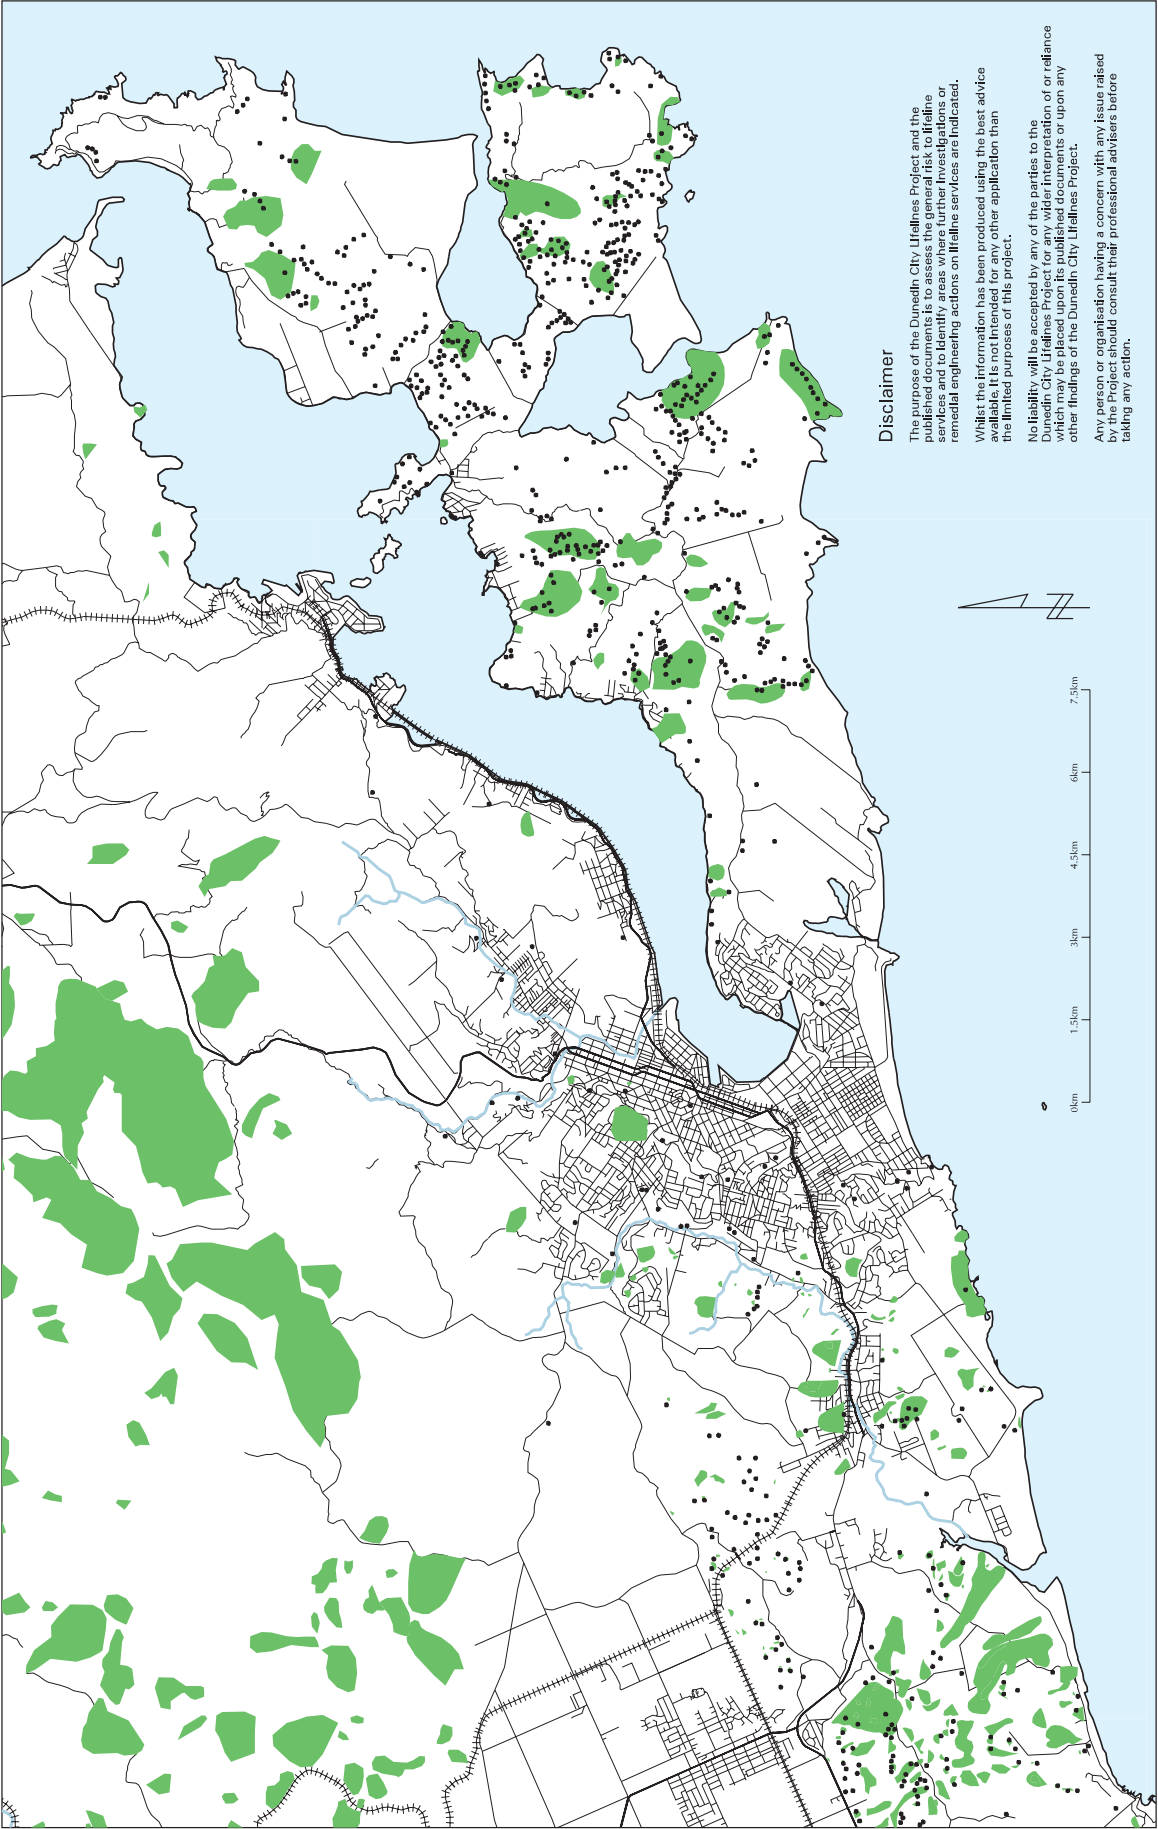 Disclaimer
The purpose of the Dunedin City Lifelines Project and the
published documents is to assess the general risk to lifeline
services and to identify areas where further investigations or
remedial engineering actions on lifeline services are indicated.
Whilst the information has been produced using the best advice
available, it is not intended for any other application than
the limited purposes of this project.
No liability will be accepted by any of the parties to the
Dunedin City Lifelines Project for any wider interpretation of or reliance
which may be placed upon its published documents or upon any
other findings of the Dunedin City Lifelines Project.
Any person or organisation having a concern with any issue raised
by the Project should consult their professional advisers before
taking any action.
0km 1.5km 3km 4.5km 6km 7.5km
N